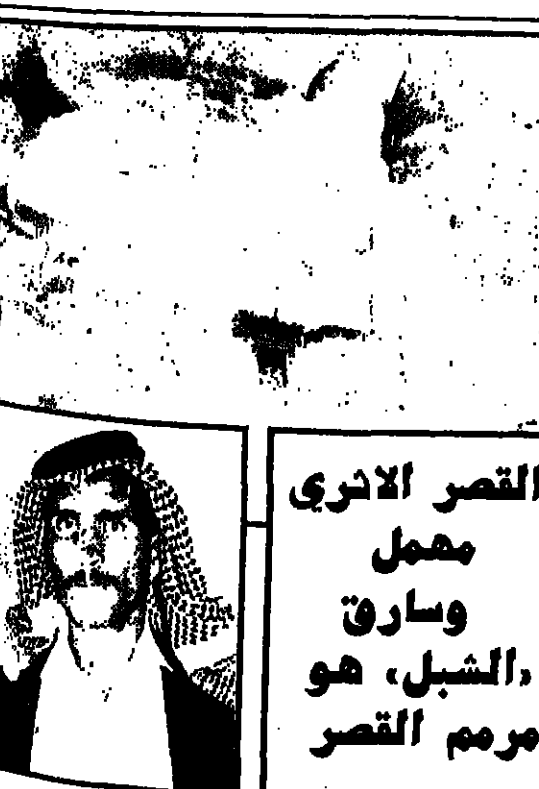 القصر الاثري
مهمل
وسارق
«الشبل» هو
مرمم القصر